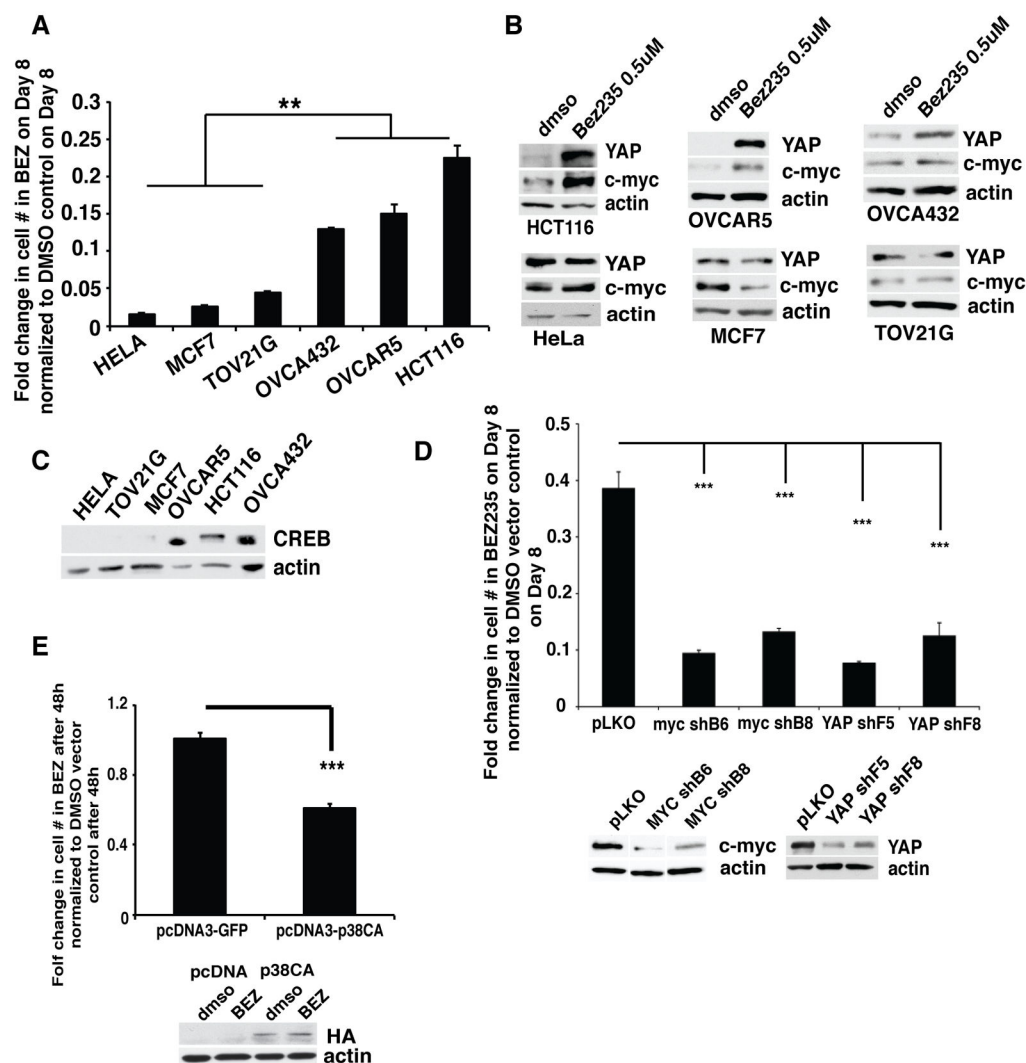 A
Fold change in cell # in BEZ on Day 8
normalized to DMSO control on Day 8
0.3
0.25
0.2
0.15
0.1
0.05
0
**
HELA
MCF7
TOV21G
OVCA432
OVCAR5
HCT116
B
dmso
Bez235 0.5uM
YAP
c-myc
actin
HCT116
dmso
Bez235 0.5uM
YAP
c-myc
actin
OVCAR5
dmso
Bez235 0.5uM
YAP
c-myc
actin
OVCA432
YAP
c-myc
actin
HeLa
YAP
c-myc
actin
MCF7
YAP
c-myc
actin
TOV21G
C
HELA
TOV21G
MCF7
OVCAR5
HCT116
OVCA432
CREB
actin
D
Fold change in cell # in BEZ235 on Day 8
normalized to DMSO vector control
on Day 8
0.5
0.4
0.3
0.2
0.1
0
***
***
***
***
pLKO
myc shB6
myc shB8
YAP shF5
YAP shF8
pLKO
MYC shB6
MYC shB8
c-myc
actin
pLKO
YAP shF5
YAP shF8
YAP
actin
E
Folf change in cell # in BEZ after 48h
normalized to DMSO vector
control after 48h
1.2
0.8
0.4
0
***
pcDNA3-GFP
pcDNA3-p38CA
pcDNA
p38CA
dmso
BEZ
dmso
BEZ
HA
actin